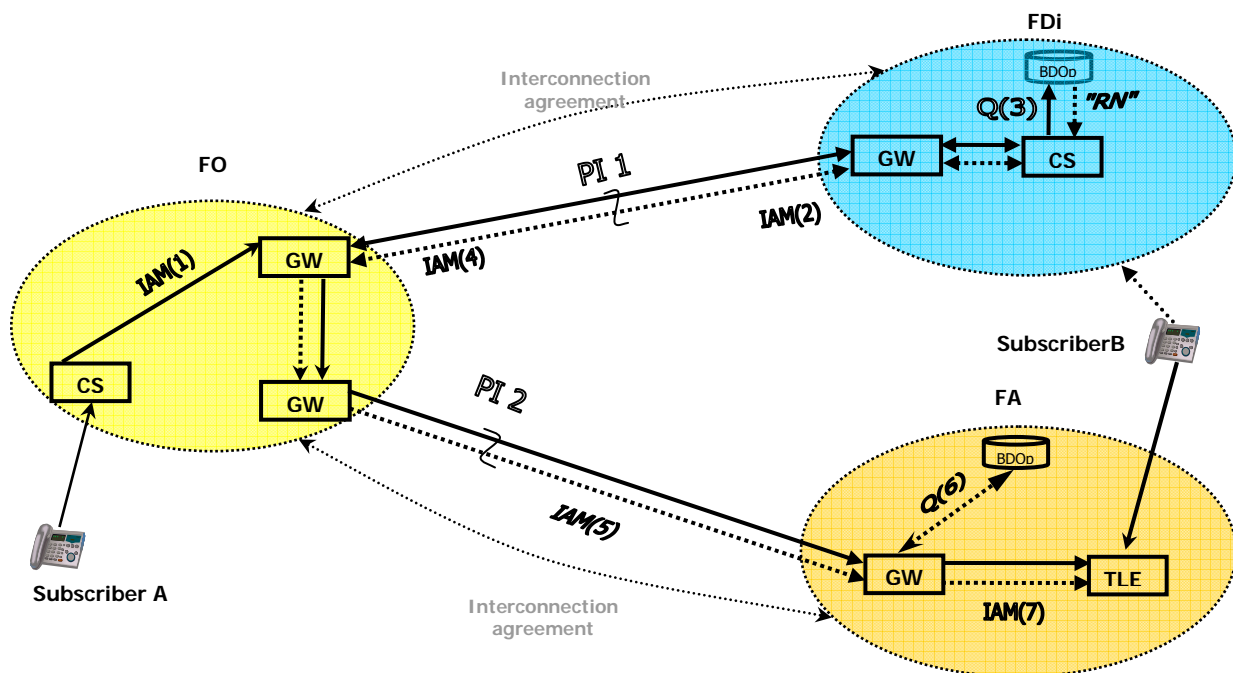 FDi
BDOp
Interconnection
agreement
Q(3)
"RN"
GW
CS
FO
PI 1
IAM(2)
GW
IAM(4)
IAM(1)
CS
GW
SubscriberB
PI 2
FA
BDOp
Q(6)
IAM(5)
GW
TLE
Subscriber A
IAM(7)
Interconnection
agreement